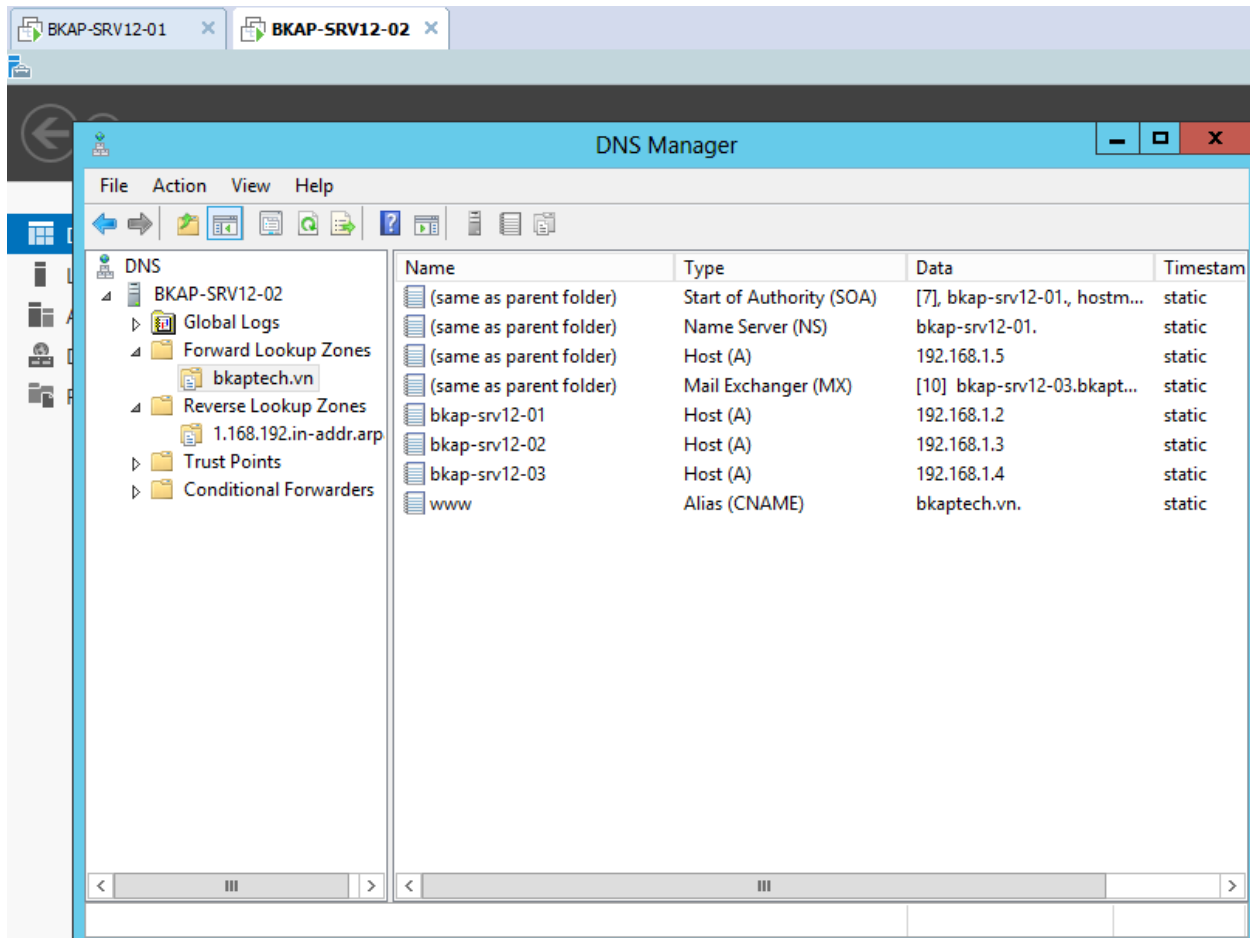 BKAP-SRV12-01 BKAP-SRV12-02
DNS Manager
File Action View Help
DNS
BKAP-SRV12-02
Global Logs
Forward Lookup Zones
bkaptech.vn
Reverse Lookup Zones
1.168.192.in-addr.arp
Trust Points
Conditional Forwarders
Name Type Data Timestam
(same as parent folder) Start of Authority (SOA) [7], bkap-srv12-01., hostm... static
(same as parent folder) Name Server (NS) bkap-srv12-01. static
(same as parent folder) Host (A) 192.168.1.5 static
(same as parent folder) Mail Exchanger (MX) [10] bkap-srv12-03.bkapt... static
bkap-srv12-01 Host (A) 192.168.1.2 static
bkap-srv12-02 Host (A) 192.168.1.3 static
bkap-srv12-03 Host (A) 192.168.1.4 static
www Alias (CNAME) bkaptech.vn. static